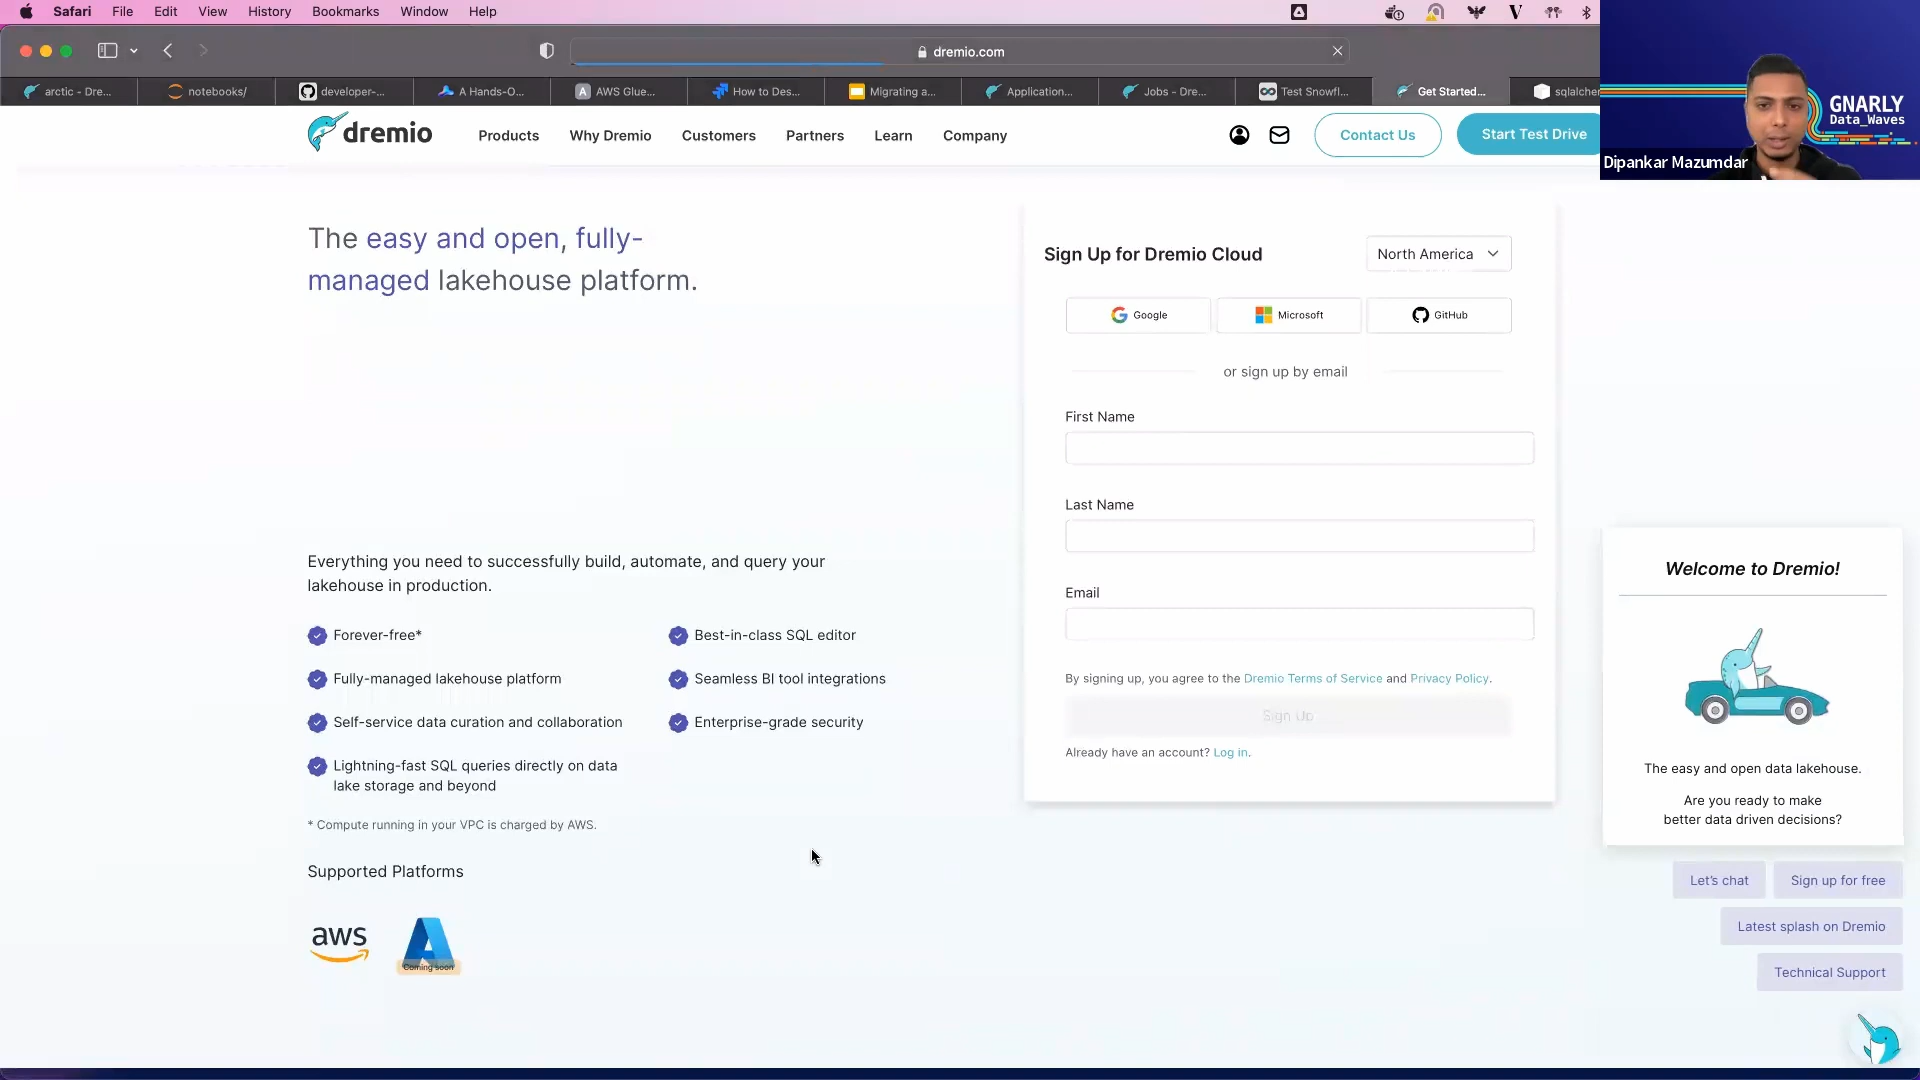 Safari File Edit View History Bookmarks Window Help
dremio.com
arctic - Dre...
notebooks/
developer-...
A Hands-O...
AWS Glue...
How to Des...
Migrating a...
Application...
Jobs - Dre...
Test Snowfl...
Get Started...
sqlalche
GNARLY
Data_Waves
Dipankar Mazumdar
dremio
Products Why Dremio Customers Partners Learn Company
Contact Us
Start Test Drive
The easy and open, fully-
managed lakehouse platform.
Everything you need to successfully build, automate, and query your
lakehouse in production.
Forever-free*
Best-in-class SQL editor
Fully-managed lakehouse platform
Seamless BI tool integrations
Self-service data curation and collaboration
Enterprise-grade security
Lightning-fast SQL queries directly on data
lake storage and beyond
* Compute running in your VPC is charged by AWS.
Supported Platforms
aws
Coming soon
Sign Up for Dremio Cloud
North America
Google
Microsoft
GitHub
or sign up by email
First Name
Last Name
Email
By signing up, you agree to the Dremio Terms of Service and Privacy Policy.
Sign Up
Already have an account? Log in.
Welcome to Dremio!
The easy and open data lakehouse.
Are you ready to make
better data driven decisions?
Let's chat
Sign up for free
Latest splash on Dremio
Technical Support